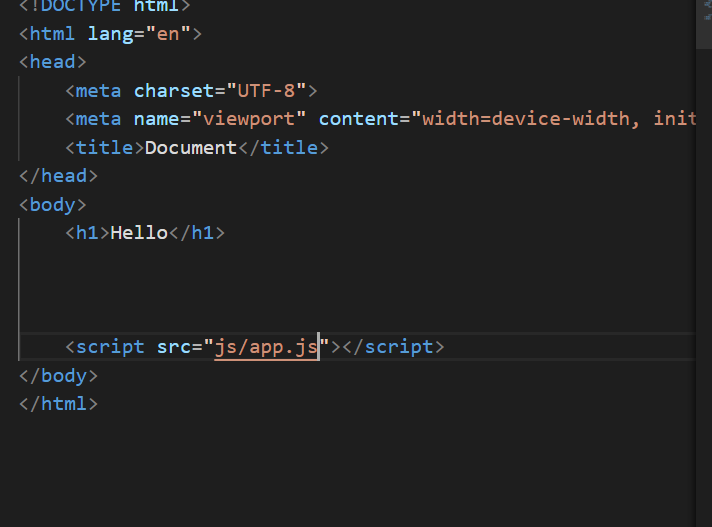 <!DOCTYPE html>
<html lang="en">
<head>
    <meta charset="UTF-8">
    <meta name="viewport" content="width=device-width, init
    <title>Document</title>
</head>
<body>
    <h1>Hello</h1>
    <script src="js/app.js"></script>
</body>
</html>